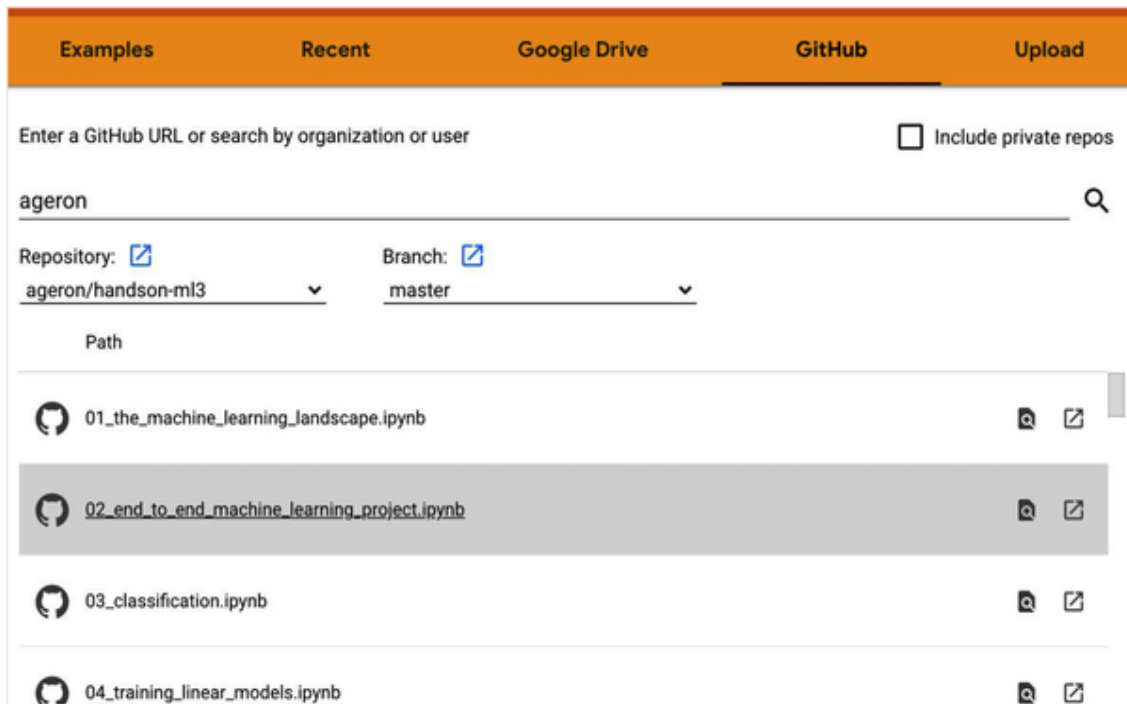 Examples Recent Google Drive GitHub Upload
Enter a GitHub URL or search by organization or user Include private repos
ageron
Repository: Branch:
ageron/handson-ml3 master
Path
01_the_machine_learning_landscape.ipynb
02_end_to_end_machine_learning_project.ipynb
03_classification.ipynb
04_training_linear_models.ipynb